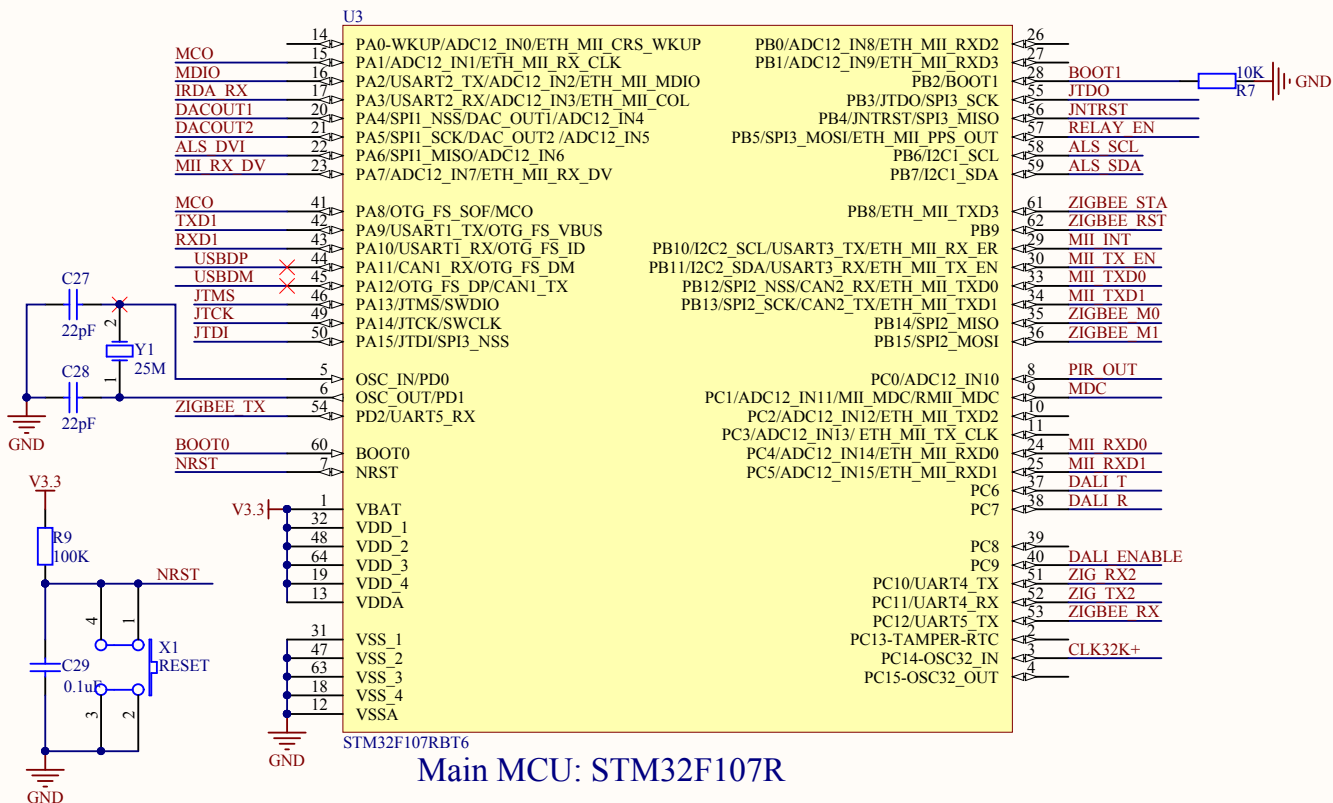 U3
14 PA0-WKUP/ADC12_IN0/ETH_MII_CRS_WKUP
MCO 15 PA1/ADC12_IN1/ETH_MII_RX_CLK
MDIO 16 PA2/USART2_TX/ADC12_IN2/ETH_MII_MDIO
IRDA_RX 17 PA3/USART2_RX/ADC12_IN3/ETH_MII_COL
DACOUT1 20 PA4/SPI1_NSS/DAC_OUT1/ADC12_IN4
DACOUT2 21 PA5/SPI1_SCK/DAC_OUT2 /ADC12_IN5
ALS_DVI 22 PA6/SPI1_MISO/ADC12_IN6
MII_RX_DV 23 PA7/ADC12_IN7/ETH_MII_RX_DV
MCO 41 PA8/OTG_FS_SOF/MCO
TXD1 42 PA9/USART1_TX/OTG_FS_VBUS
RXD1 43 PA10/USART1_RX/OTG_FS_ID
USBDP 44 PA11/CAN1_RX/OTG_FS_DM
USBDM 45 PA12/OTG_FS_DP/CAN1_TX
JTMS 46 PA13/JTMS/SWDIO
JTCK 49 PA14/JTCK/SWCLK
JTDI 50 PA15/JTDI/SPI3_NSS
5 OSC_IN/PD0
6 OSC_OUT/PD1
ZIGBEE_TX 54 PD2/UART5_RX
BOOT0 60 BOOT0
NRST 7 NRST
V3.3 1 VBAT
32 VDD_1
48 VDD_2
64 VDD_3
19 VDD_4
13 VDDA
31 VSS_1
47 VSS_2
63 VSS_3
18 VSS_4
12 VSSA
GND
PB0/ADC12_IN8/ETH_MII_RXD2 26
PB1/ADC12_IN9/ETH_MII_RXD3 27
PB2/BOOT1 28 BOOT1 10K R7 GND
PB3/JTDO/SPI3_SCK 55 JTDO
PB4/JNTRST/SPI3_MISO 56 JNTRST
PB5/SPI3_MOSI/ETH_MII_PPS_OUT 57 RELAY_EN
PB6/I2C1_SCL 58 ALS_SCL
PB7/I2C1_SDA 59 ALS_SDA
PB8/ETH_MII_TXD3 61 ZIGBEE_STA
PB9 62 ZIGBEE_RST
PB10/I2C2_SCL/USART3_TX/ETH_MII_RX_ER 29 MII_INT
PB11/I2C2_SDA/USART3_RX/ETH_MII_TX_EN 30 MII_TX_EN
PB12/SPI2_NSS/CAN2_RX/ETH_MII_TXD0 33 MII_TXD0
PB13/SPI2_SCK/CAN2_TX/ETH_MII_TXD1 34 MII_TXD1
PB14/SPI2_MISO 35 ZIGBEE_M0
PB15/SPI2_MOSI 36 ZIGBEE_M1
PC0/ADC12_IN10 8 PIR_OUT
PC1/ADC12_IN11/MII_MDC/RMII_MDC 9 MDC
PC2/ADC12_IN12/ETH_MII_TXD2 10
PC3/ADC12_IN13/ ETH_MII_TX_CLK 11
PC4/ADC12_IN14/ETH_MII_RXD0 24 MII_RXD0
PC5/ADC12_IN15/ETH_MII_RXD1 25 MII_RXD1
PC6 37 DALI_T
PC7 38 DALI_R
PC8 39
PC9 40 DALI_ENABLE
PC10/UART4_TX 51 ZIG_RX2
PC11/UART4_RX 52 ZIG_TX2
PC12/UART5_TX 53 ZIGBEE_RX
PC13-TAMPER-RTC 2
PC14-OSC32_IN 3 CLK32K+
PC15-OSC32_OUT 4
C27
22pF
2
Y1
25M
1
C28
22pF
GND
V3.3
R9
100K
NRST
4 1
X1
RESET
C29
0.1uF
3 2
GND
STM32F107RBT6
Main MCU: STM32F107R